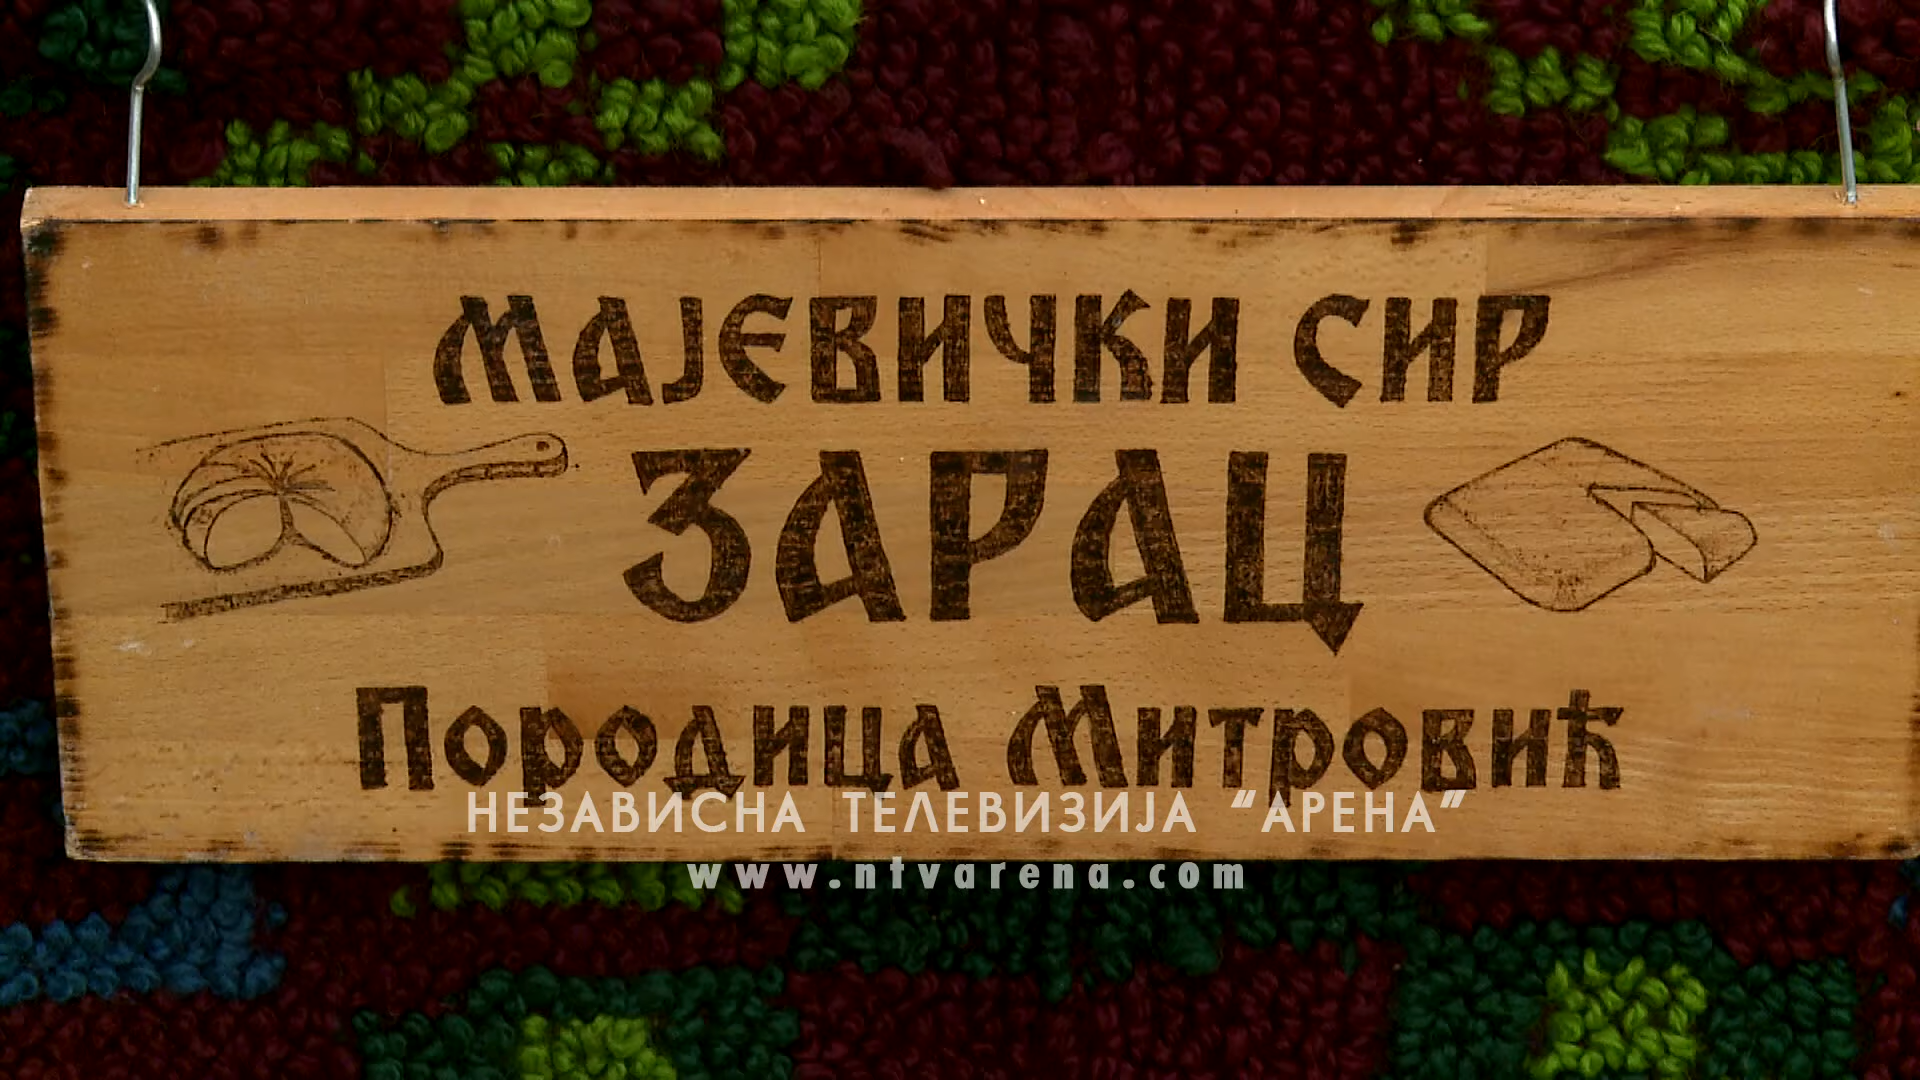 МАЈЕВИЧКИ СИР
ЗАРАЦ
Породица Митровић
НЕЗАВИСНА ТЕЛЕВИЗИЈА “АРЕНА”
www.ntvarena.com